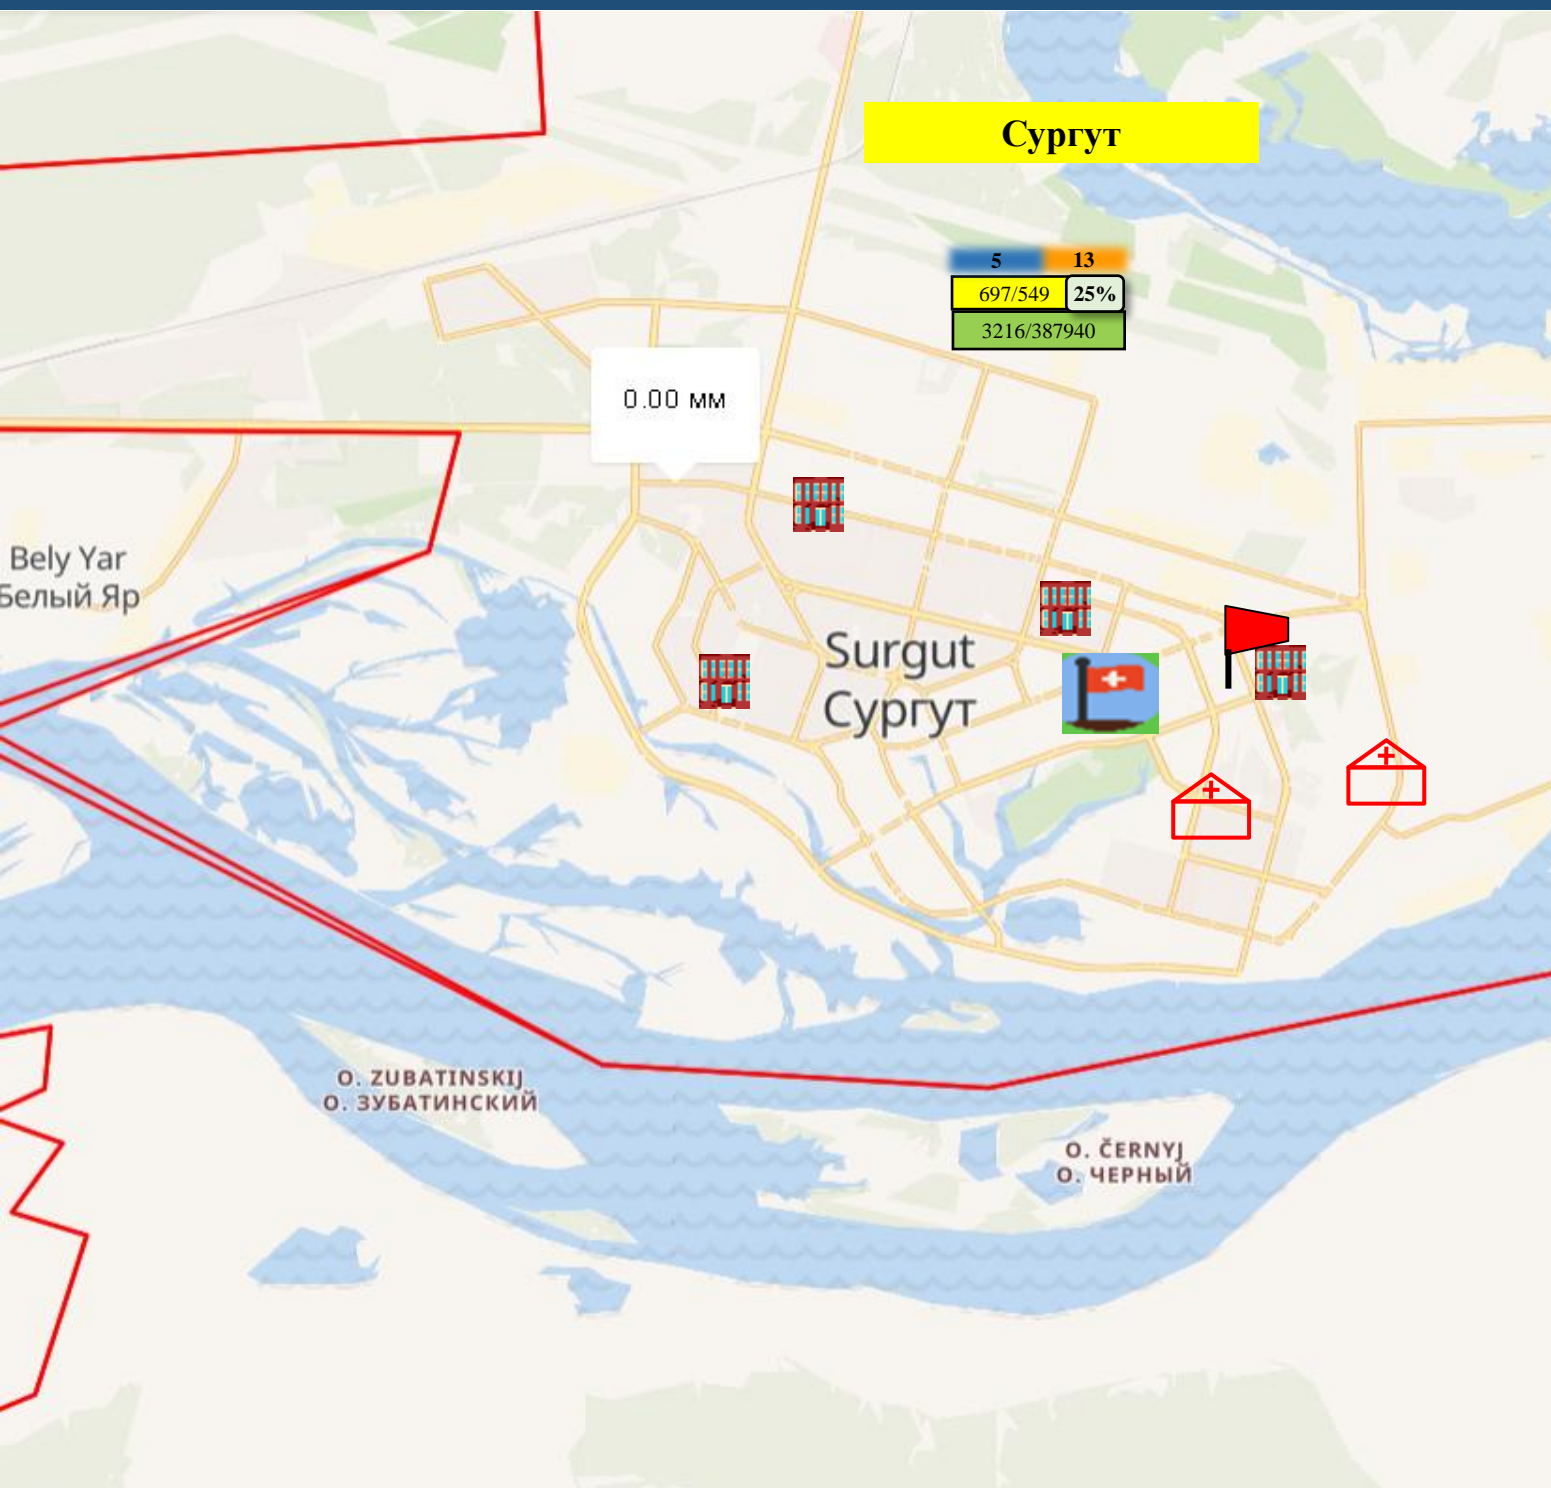 Сургут
5 13
697/549 25%
3216/387940
0.00 мм
Bely Yar
Белый Яр
Surgut
Сургут
O. ZUBATINSKIJ
О. ЗУБАТИНСКИЙ
O. ČERNYJ
О. ЧЕРНЫЙ